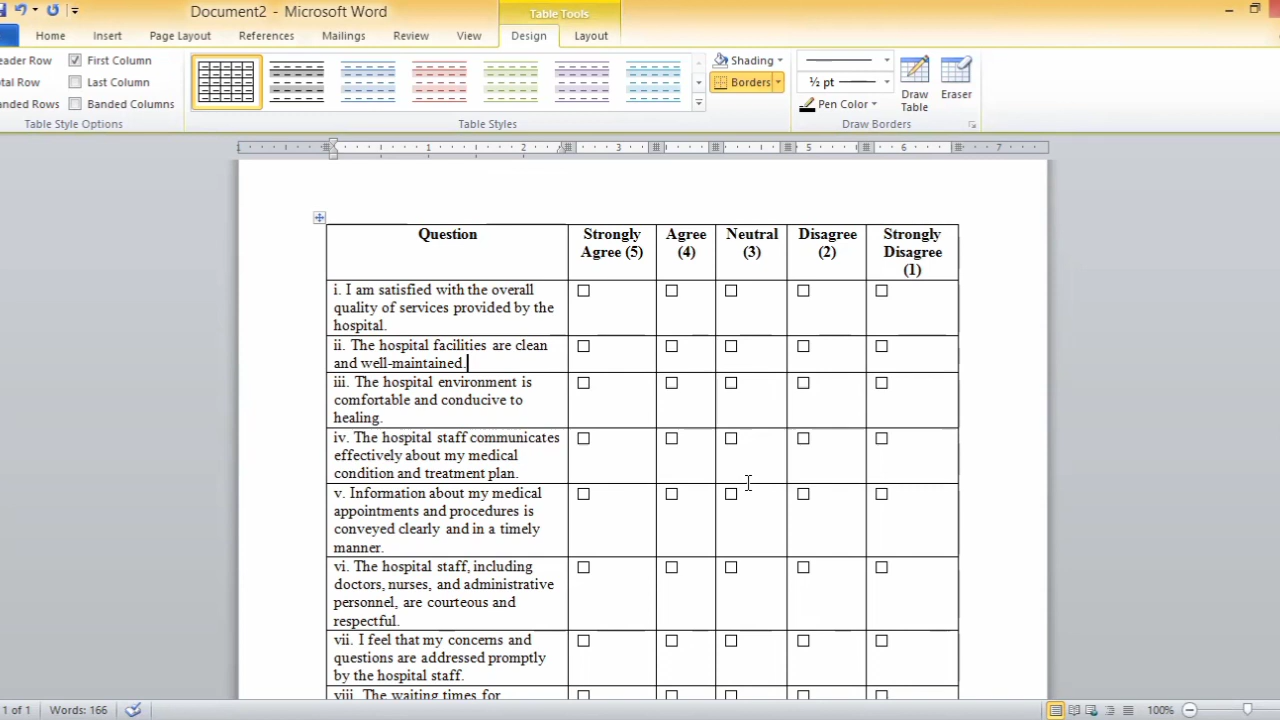 Document2 - Microsoft Word
Table Tools
Home Insert Page Layout References Mailings Review View Design Layout
First Column
Last Column
Banded Columns
Table Style Options
Table Styles
Shading
Borders
½ pt
Pen Color
Draw Table
Eraser
Draw Borders
1 1 2 3 5 6 7
Question
Strongly
Agree (5)
Agree
(4)
Neutral
(3)
Disagree
(2)
Strongly
Disagree
(1)
i. I am satisfied with the overall
quality of services provided by the
hospital.
ii. The hospital facilities are clean
and well-maintained.
iii. The hospital environment is
comfortable and conducive to
healing.
iv. The hospital staff communicates
effectively about my medical
condition and treatment plan.
v. Information about my medical
appointments and procedures is
conveyed clearly and in a timely
manner.
vi. The hospital staff, including
doctors, nurses, and administrative
personnel, are courteous and
respectful.
vii. I feel that my concerns and
questions are addressed promptly
by the hospital staff.
viii. The waiting times for
1 of 1 Words: 166 100%